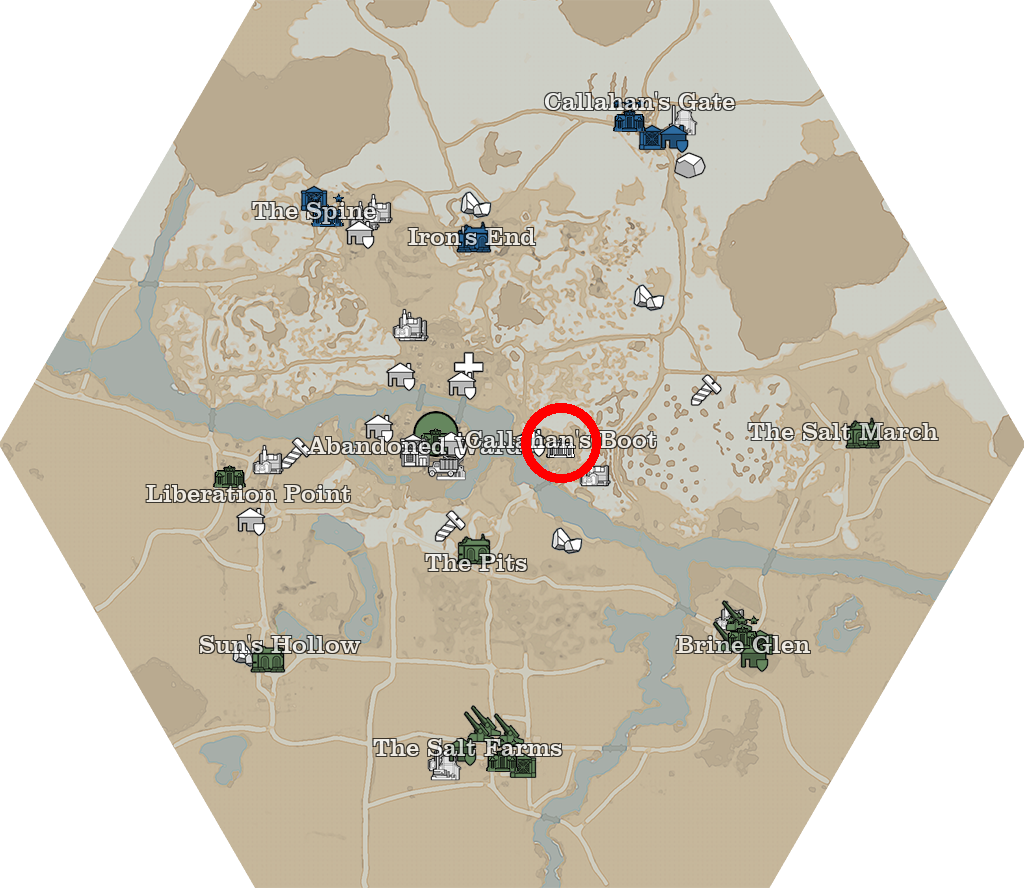 Callahan's Gate
The Spine
Iron's End
The Salt March
Abandoned Ward
Callahan's Boot
Liberation Point
The Pits
Sun's Hollow
Brine Glen
The Salt Farms